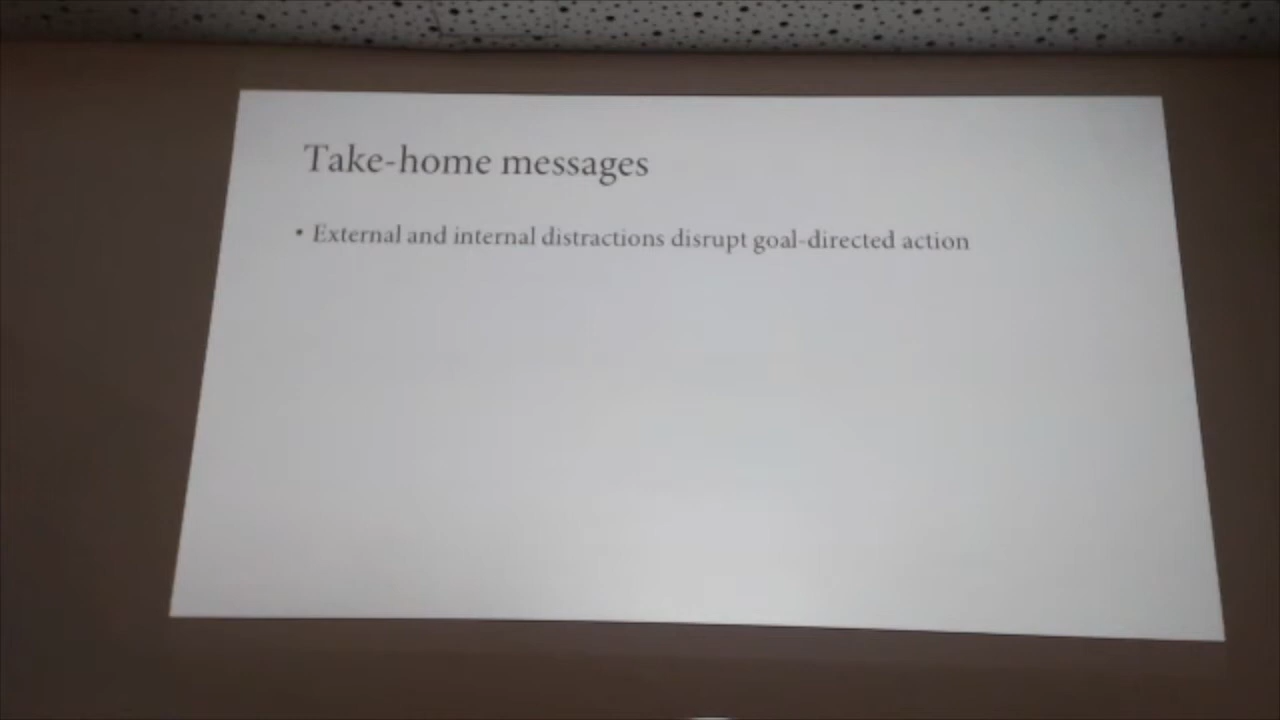 Take-home messages
• External and internal distractions disrupt goal-directed action